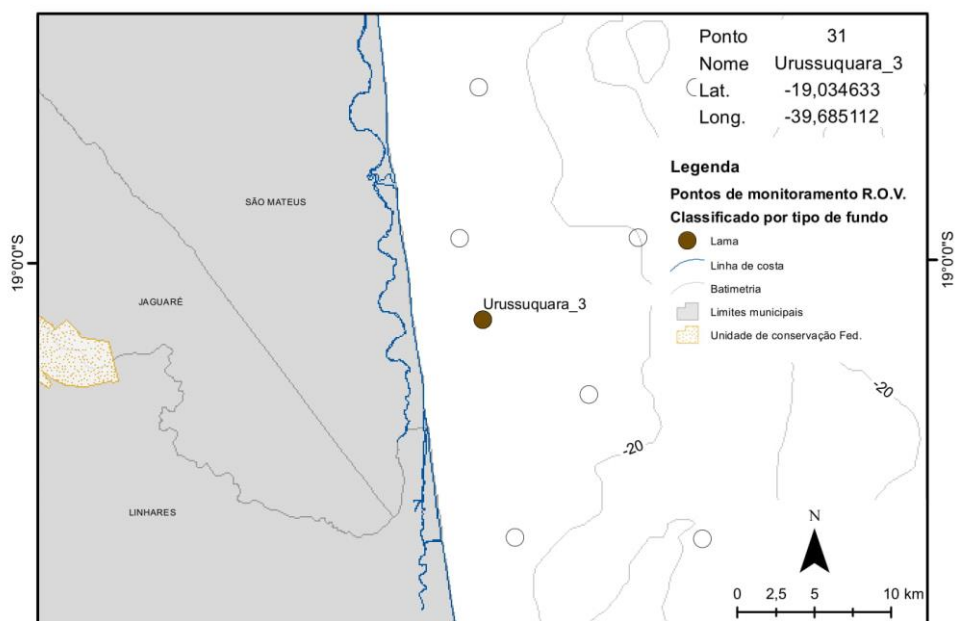 Ponto 31
Nome Urussuquara_3
Lat. -19,034633
Long. -39,685112
Legenda
Pontos de monitoramento R.O.V.
Classificado por tipo de fundo
Lama
Linha de costa
Batimetria
Limites municipais
Unidade de conservação Fed.
SÃO MATEUS
19°0'0"S
19°0'0"S
JAGUARÉ
Urussuquara_3
-20
-20
LINHARES
N
0 2,5 5 10 km